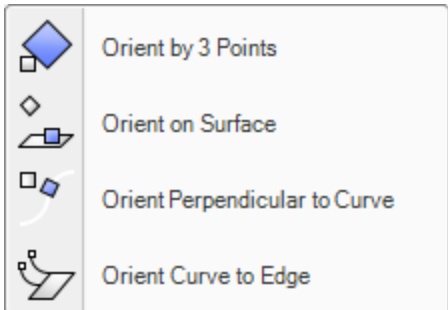 Orient by 3 Points
Orient on Surface
Orient Perpendicular to Curve
Orient Curve to Edge